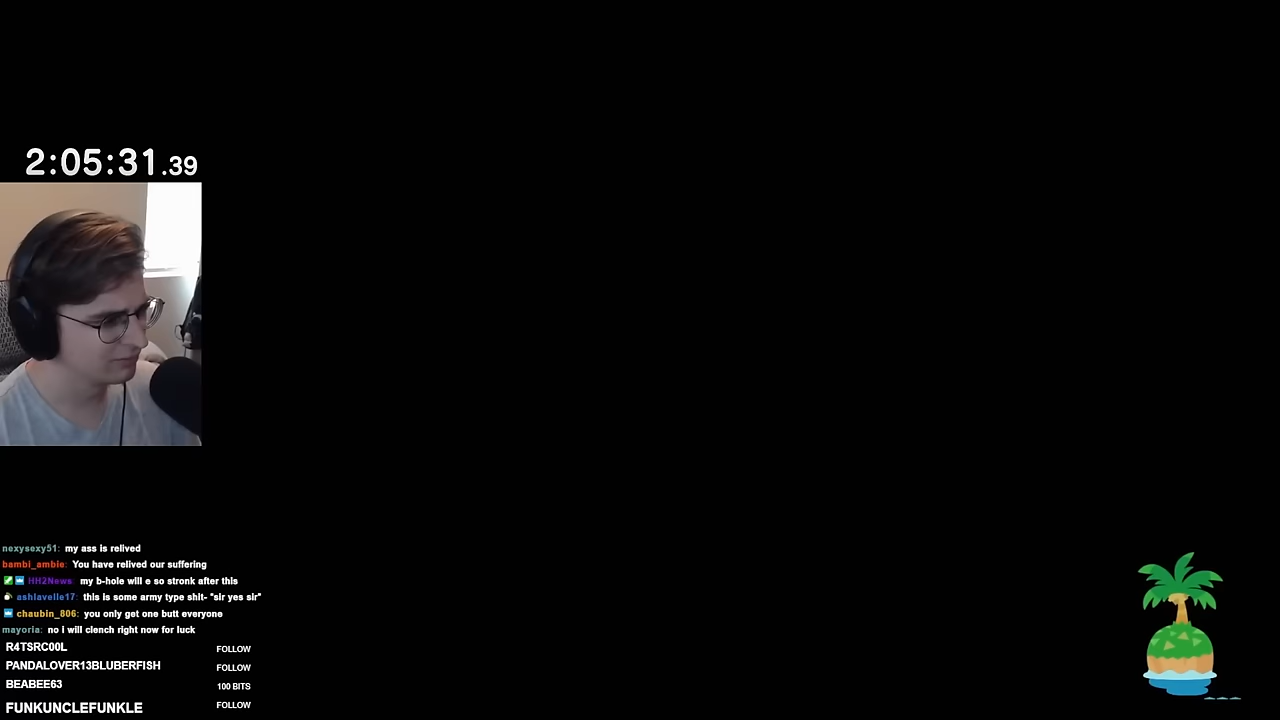 2:05:31.39
nexysexy51: my ass is relived
bambi_ambie: You have relived our suffering
HH2News: my b-hole will e so stronk after this
ashlavelle17: this is some army type shit- "sir yes sir"
chaubin_806: you only get one butt everyone
mayoria: no i will clench right now for luck
R4TSRC00L FOLLOW
PANDALOVER13BLUBERFISH FOLLOW
BEABEE63 100 BITS
FUNKUNCLEFUNKLE FOLLOW